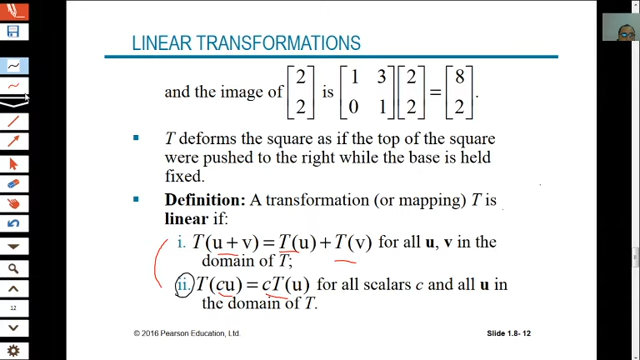 LINEAR TRANSFORMATIONS
and the image of [2 2] is [1 3 0 1] [2 2] = [8 2].
▪ T deforms the square as if the top of the square
were pushed to the right while the base is held
fixed.
▪ Definition: A transformation (or mapping) T is
linear if:
i. T(u + v) = T(u) + T(v) for all u, v in the
domain of T;
ii. T(cu) = cT(u) for all scalars c and all u in
the domain of T.
12
© 2016 Pearson Education, Ltd.
Slide 1.8- 12